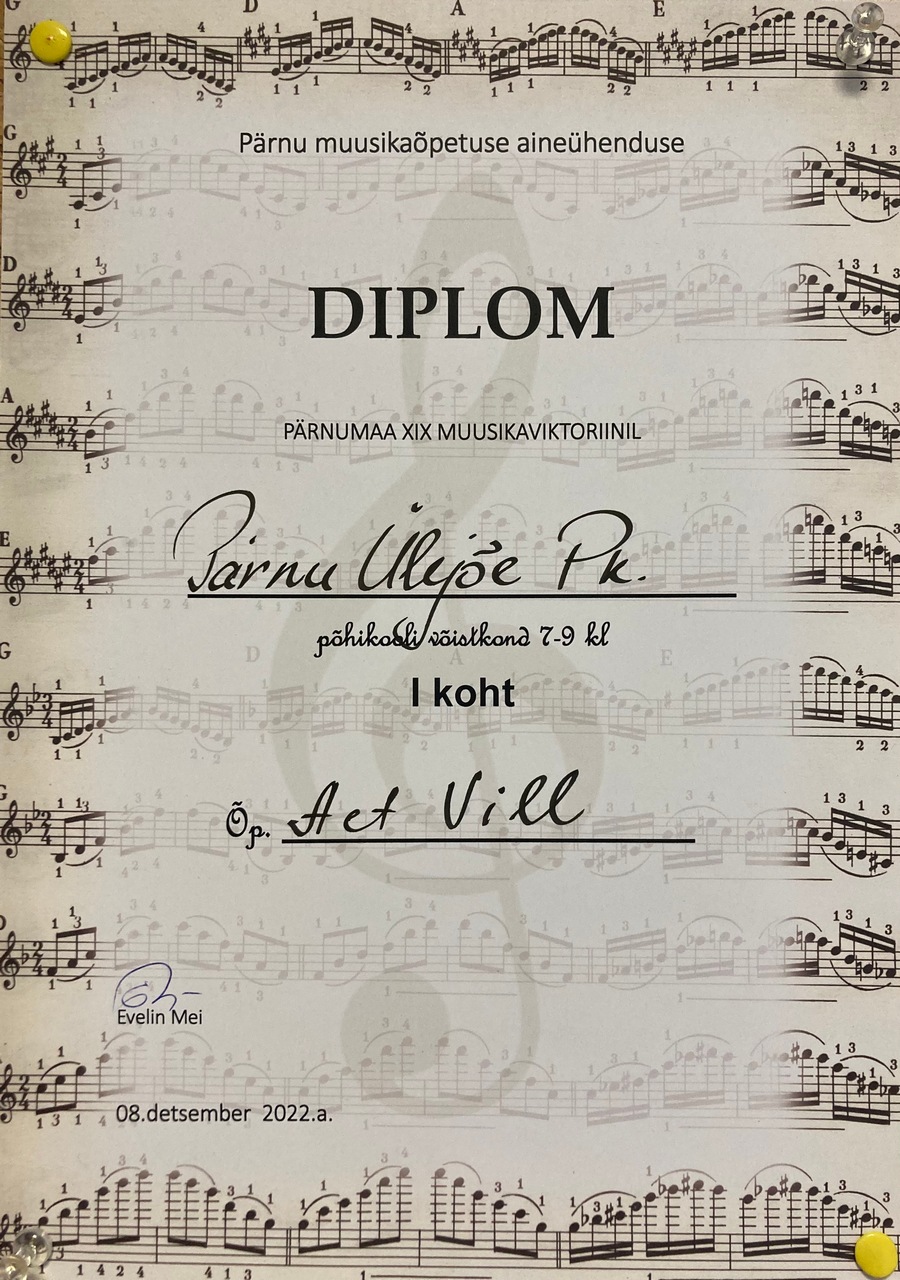 Pärnu muusikaõpetuse aineühenduse
DIPLOM
PÄRNUMAA XIX MUUSIKAVIKTORIINIL
Pärnu Ülejõe Pk.
põhikooli võistkond 7-9 kl
I koht
Õp. Aet Vill
Evelin Mei
08.detsember 2022.a.